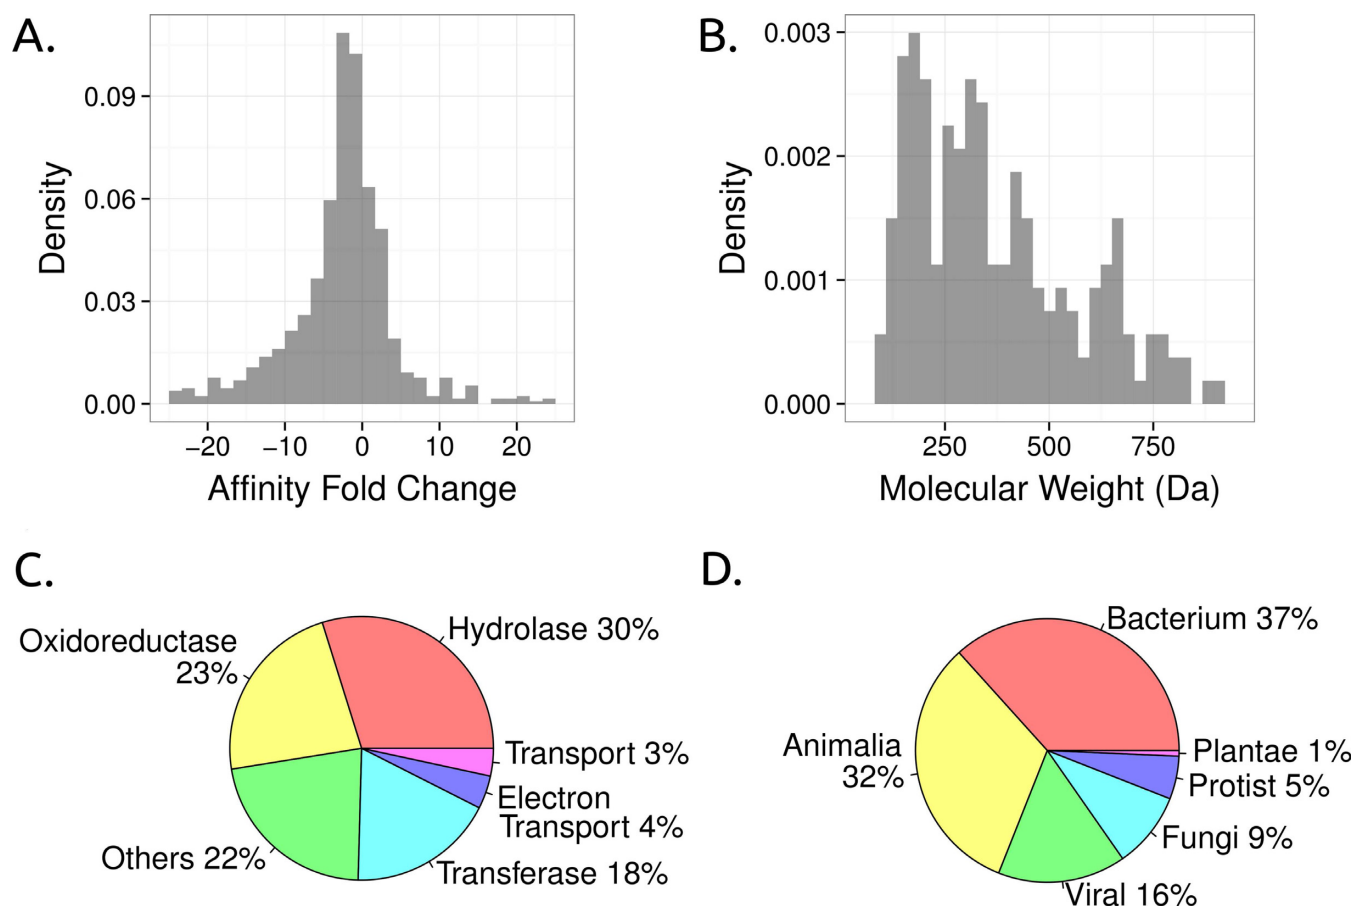 A.
0.09
0.06
0.03
0.00
Density
−20 −10 0 10 20
Affinity Fold Change
B.
0.003
0.002
0.001
0.000
Density
250 500 750
Molecular Weight (Da)
C.
Oxidoreductase
23%
Hydrolase 30%
Transport 3%
Electron
Transport 4%
Transferase 18%
Others 22%
D.
Bacterium 37%
Animalia
32%
Plantae 1%
Protist 5%
Fungi 9%
Viral 16%